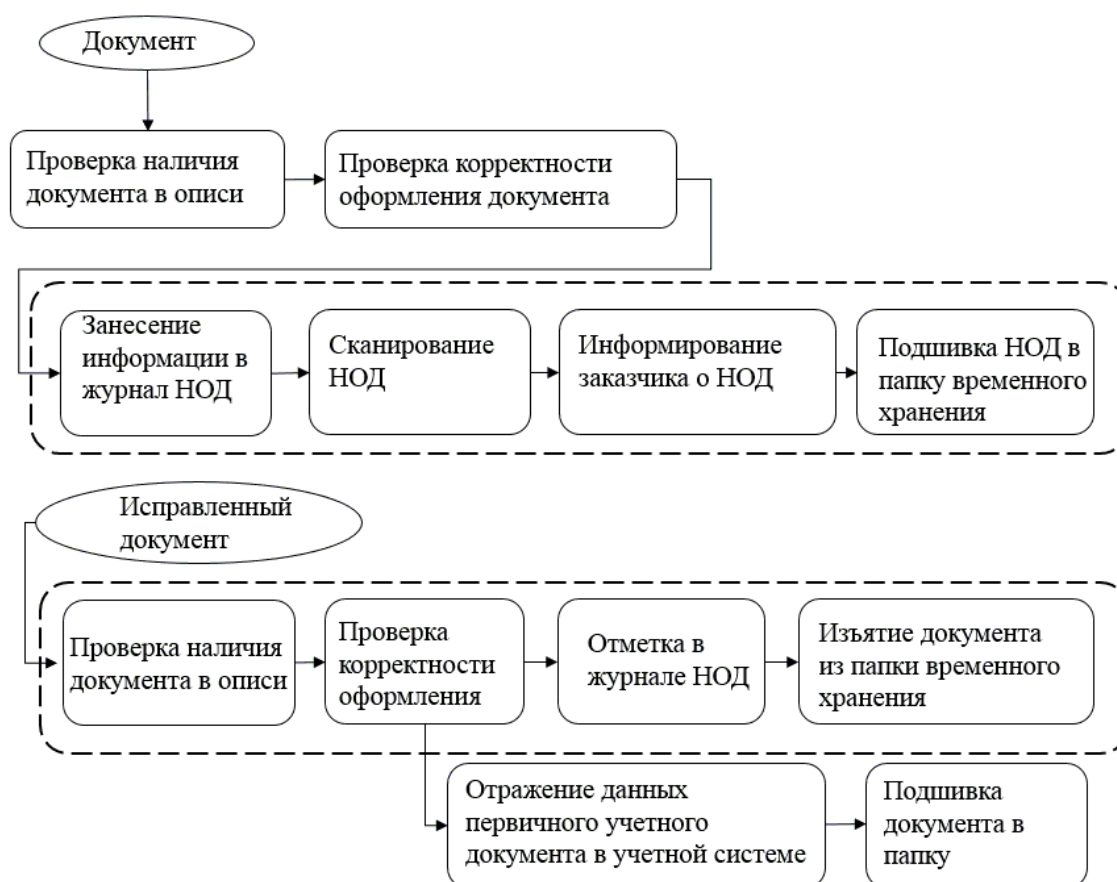 Документ
Проверка наличия
документа в описи
Проверка корректности
оформления документа
Занесение
информации в
журнал НОД
Сканирование
НОД
Информирование
заказчика о НОД
Подшивка НОД в
папку временного
хранения
Исправленный
документ
Проверка наличия
документа в описи
Проверка
корректности
оформления
Отметка в
журнале НОД
Изъятие документа
из папки временного
хранения
Отражение данных
первичного учетного
документа в учетной системе
Подшивка
документа в
папку